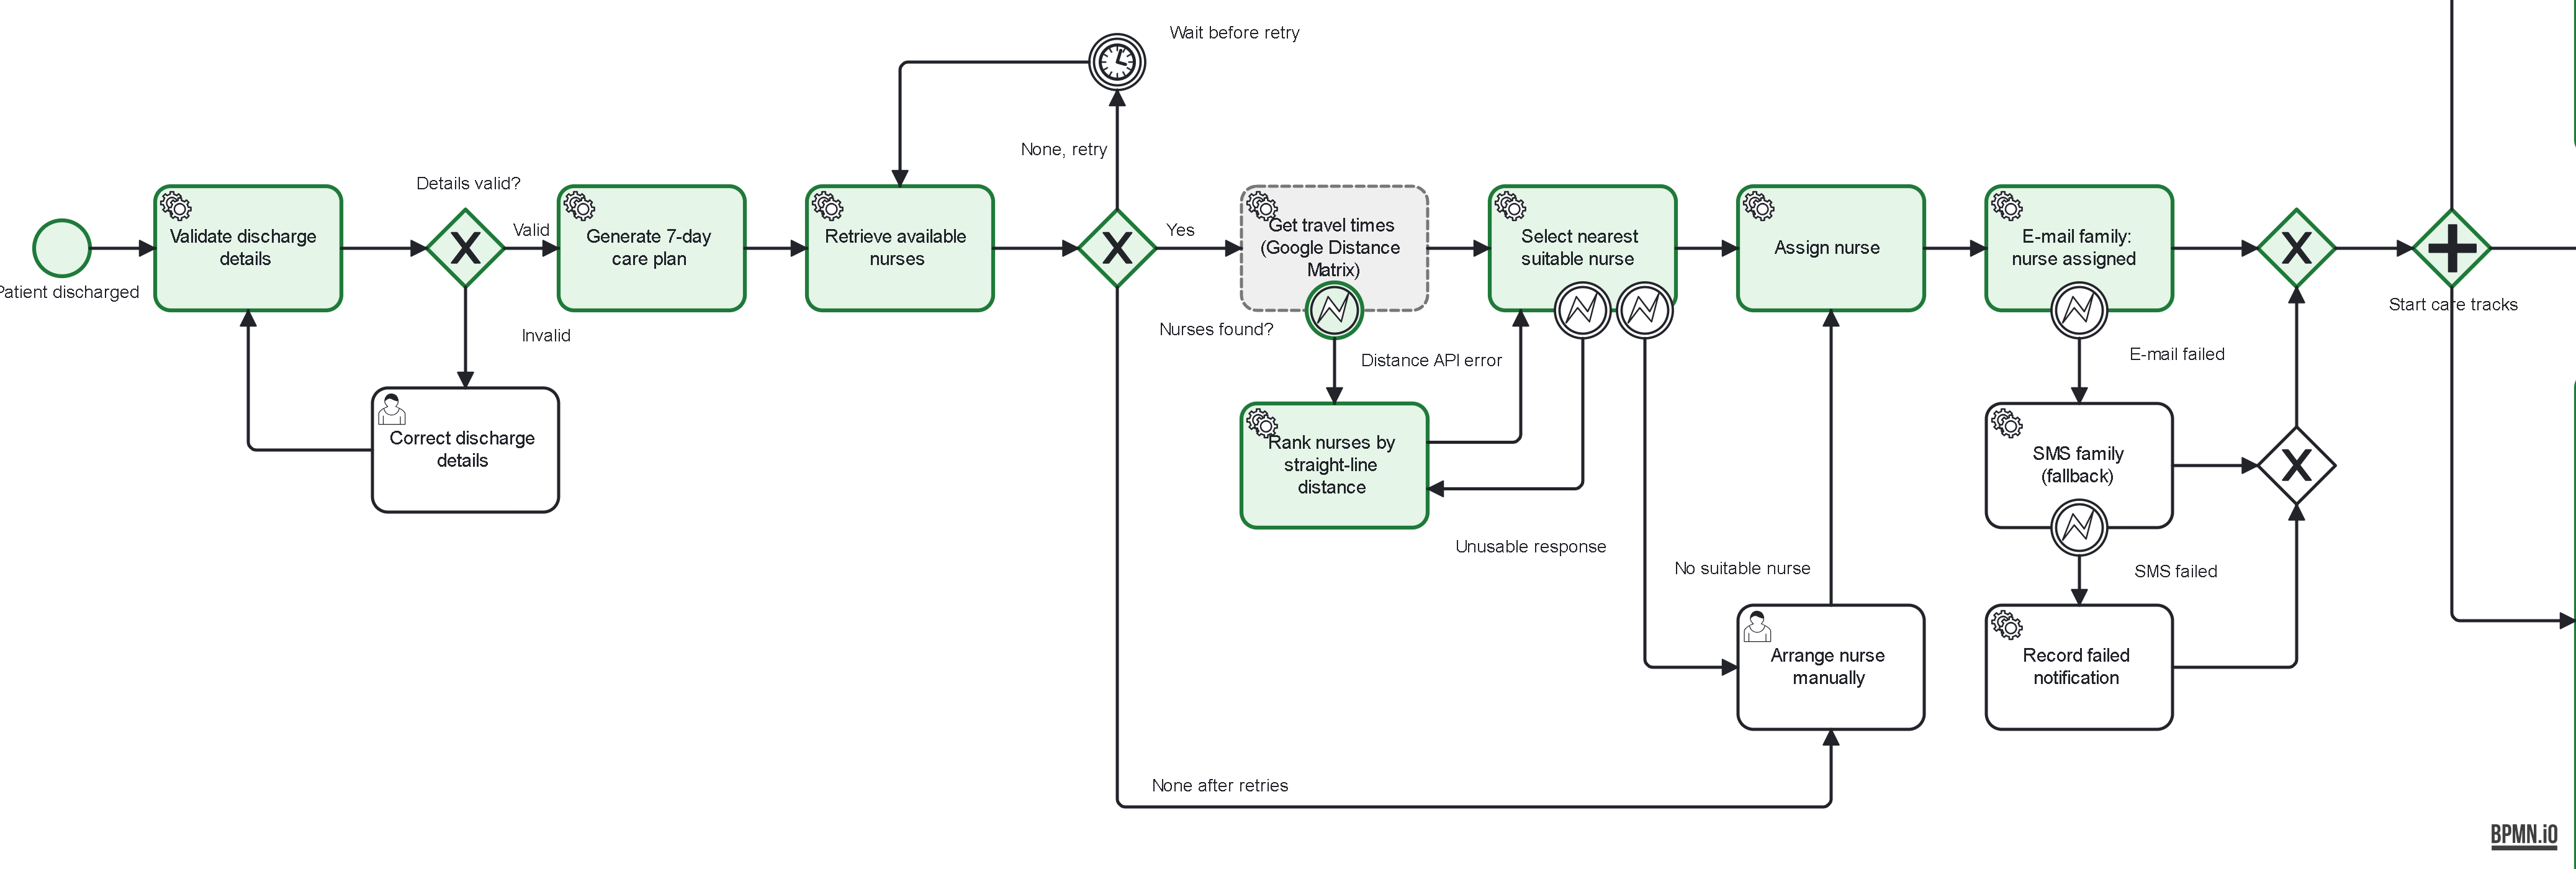 Wait before retry
None, retry
Details valid?
Validate discharge
details
Valid
Generate 7-day
care plan
Retrieve available
nurses
Yes
Get travel times
(Google Distance
Matrix)
Select nearest
suitable nurse
Assign nurse
E-mail family:
nurse assigned
Patient discharged
Invalid
Nurses found?
Distance API error
E-mail failed
Start care tracks
Correct discharge
details
Rank nurses by
straight-line
distance
SMS family
(fallback)
Unusable response
No suitable nurse
SMS failed
Arrange nurse
manually
Record failed
notification
None after retries
BPMN.iO